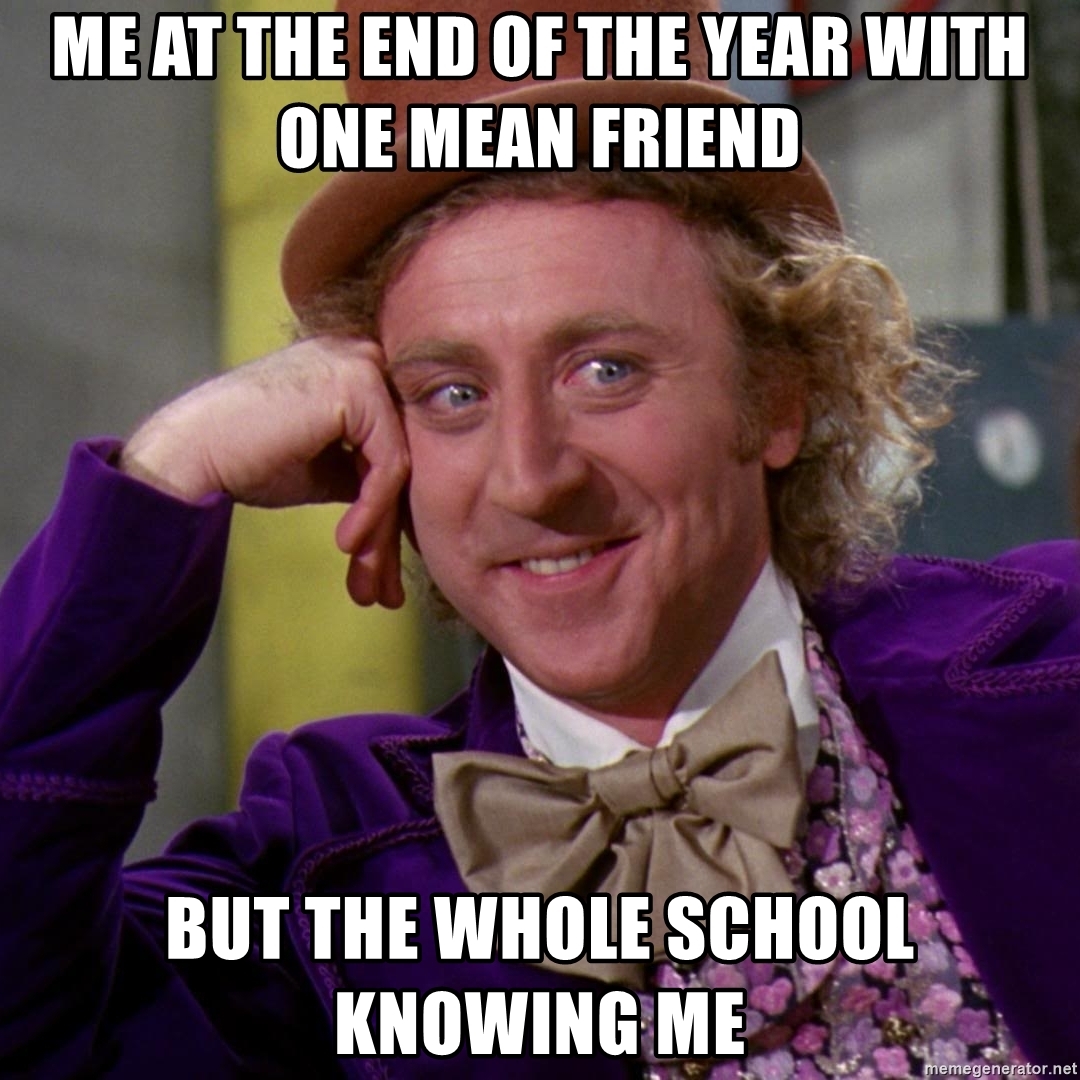 ME AT THE END OF THE YEAR WITH
ONE MEAN FRIEND
BUT THE WHOLE SCHOOL
KNOWING ME
memegenerator.net